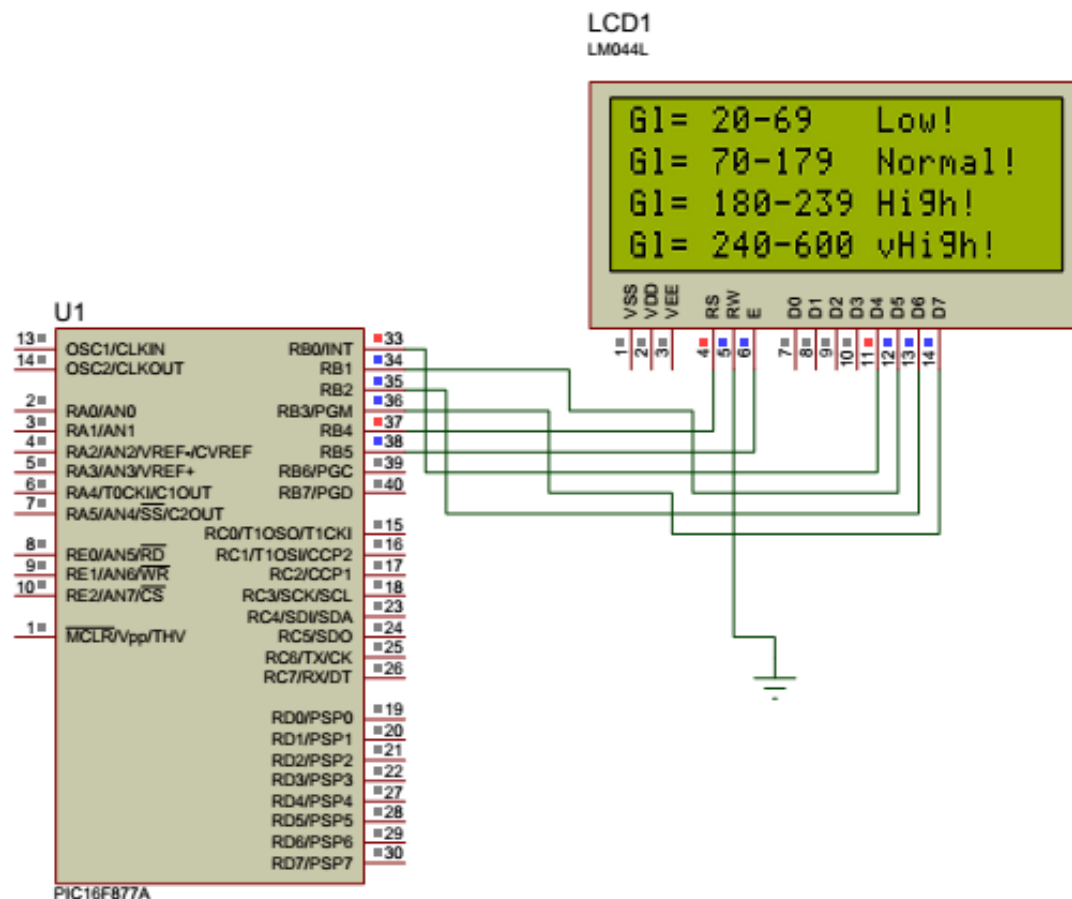 LCD1
LM044L
Gl= 20-69 Low!
Gl= 70-179 Normal!
Gl= 180-239 High!
Gl= 240-600 vHigh!
VSS VDD VEE RS RW E D0 D1 D2 D3 D4 D5 D6 D7
1 2 3 4 5 6 7 8 9 10 11 12 13 14
U1
13 OSC1/CLKIN RB0/INT 33
14 OSC2/CLKOUT RB1 34
RB2 35
2 RA0/AN0 RB3/PGM 36
3 RA1/AN1 RB4 37
4 RA2/AN2/VREF-/CVREF RB5 38
5 RA3/AN3/VREF+ RB6/PGC 39
6 RA4/T0CKI/C1OUT RB7/PGD 40
7 RA5/AN4/SS/C2OUT
RC0/T1OSO/T1CKI 15
8 RE0/AN5/RD RC1/T1OSI/CCP2 16
9 RE1/AN6/WR RC2/CCP1 17
10 RE2/AN7/CS RC3/SCK/SCL 18
RC4/SDI/SDA 23
1 MCLR/Vpp/THV RC5/SDO 24
RC6/TX/CK 25
RC7/RX/DT 26
RD0/PSP0 19
RD1/PSP1 20
RD2/PSP2 21
RD3/PSP3 22
RD4/PSP4 27
RD5/PSP5 28
RD6/PSP6 29
RD7/PSP7 30
PIC16F877A